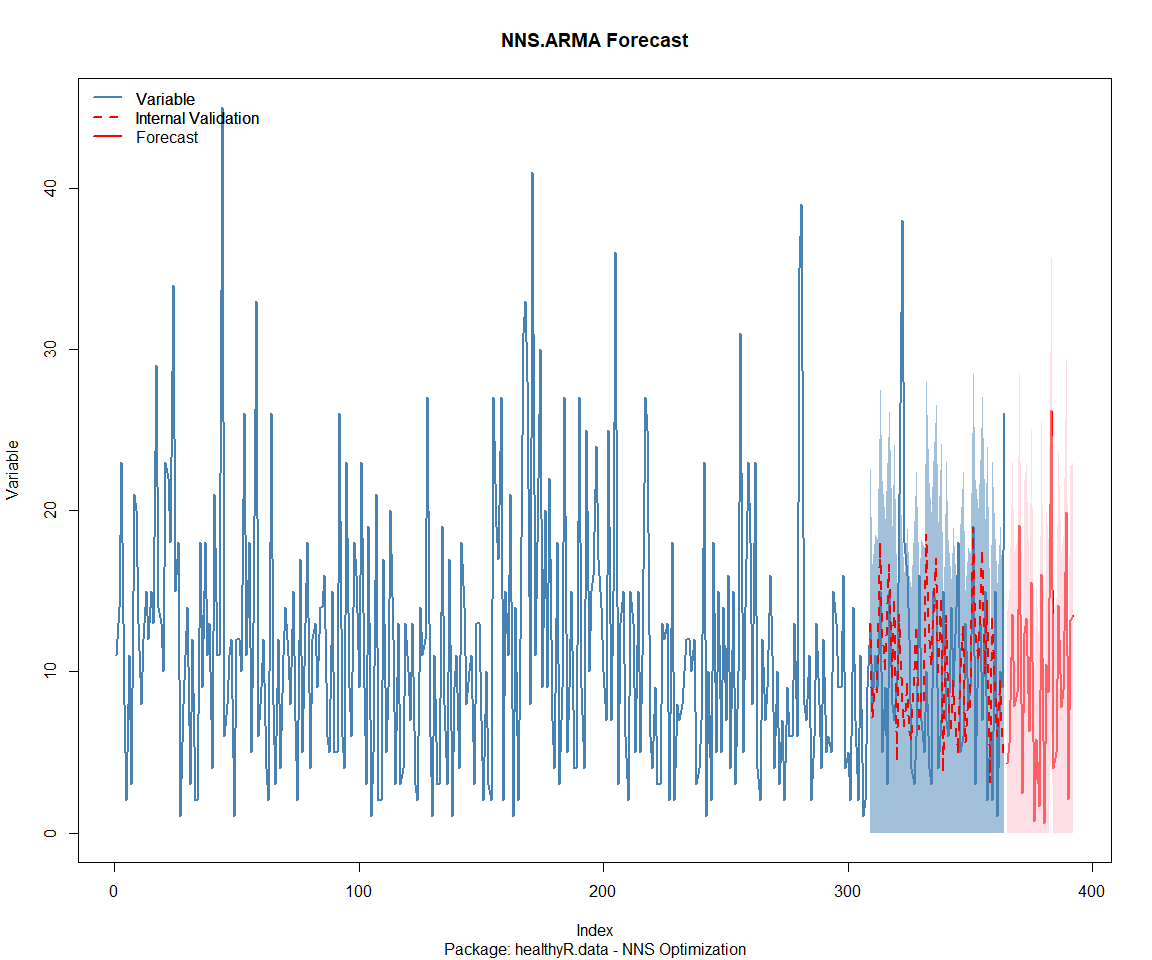 NNS.ARMA Forecast
Variable
Internal Validation
Forecast
Variable
40
30
20
10
0
0 100 200 300 400
Index
Package: healthyR.data - NNS Optimization